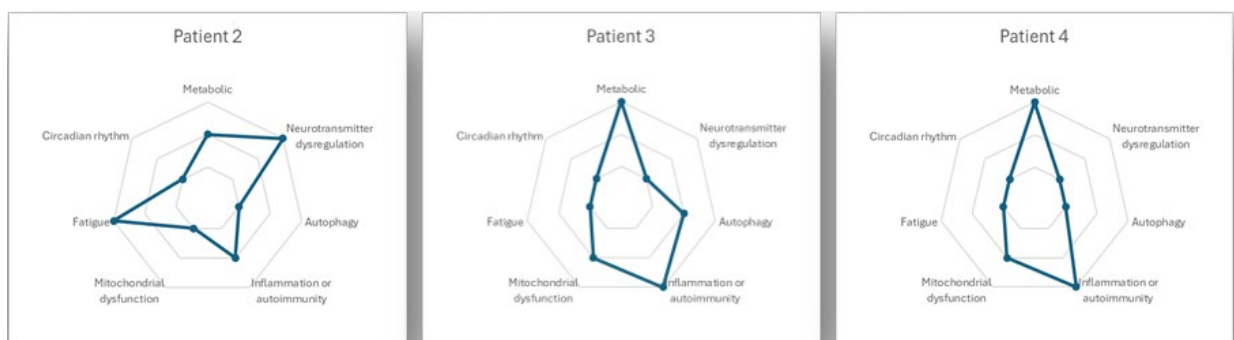 Patient 2
Metabolic
Circadian rhythm
Neurotransmitter
dysregulation
Fatigue
Autophagy
Mitochondrial
dysfunction
Inflammation or
autoimmunity
Patient 3
Metabolic
Circadian rhythm
Neurotransmitter
dysregulation
Fatigue
Autophagy
Mitochondrial
dysfunction
Inflammation or
autoimmunity
Patient 4
Metabolic
Circadian rhythm
Neurotransmitter
dysregulation
Fatigue
Autophagy
Mitochondrial
dysfunction
Inflammation or
autoimmunity